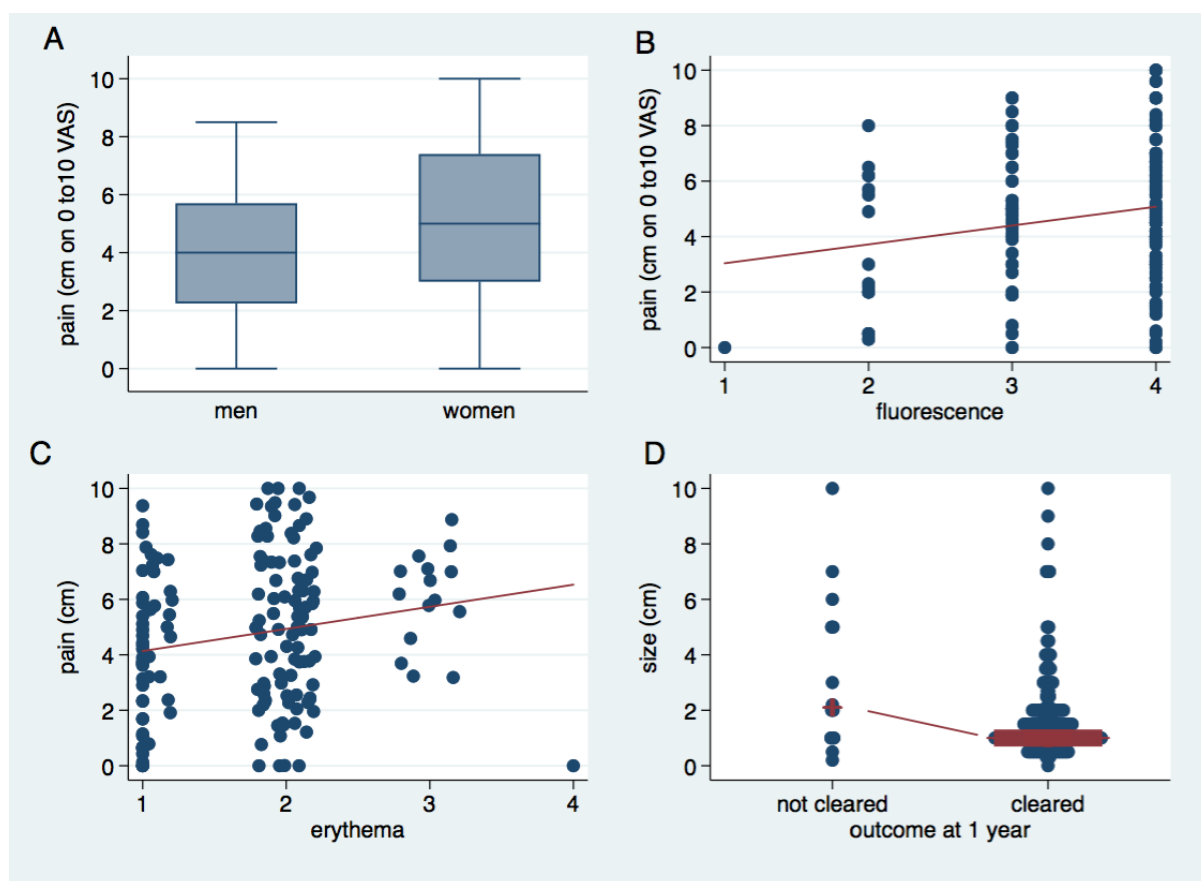 A
pain (cm on 0 to10 VAS)
10
8
6
4
2
0
men women
B
pain (cm on 0 to10 VAS)
10
8
6
4
2
0
1 2 3 4
fluorescence
C
pain (cm)
10
8
6
4
2
0
1 2 3 4
erythema
D
size (cm)
10
8
6
4
2
0
not cleared cleared
outcome at 1 year